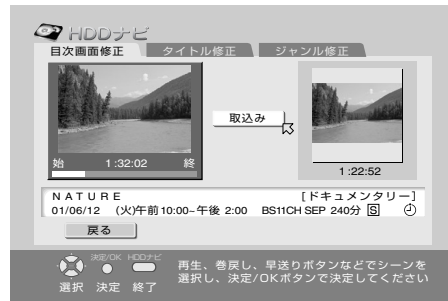 HDDナビ
目次画面修正 タイトル修正 ジャンル修正
取込み
始 1:32:02 終
1:22:52
NATURE [ドキュメンタリー]
01/06/12 (火)午前10:00~午後 2:00 BS11CH SEP 240分 S
戻る
決定/OK HDDナビ
選択 決定 終了
再生、巻戻し、早送りボタンなどでシーンを
選択し、決定/OKボタンで決定してください